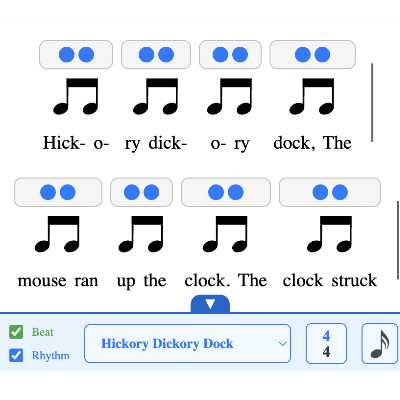 Hick- o- ry dick- o- ry dock, The
mouse ran up the clock. The clock struck
▼
Beat
Rhythm
Hickory Dickory Dock
4
4